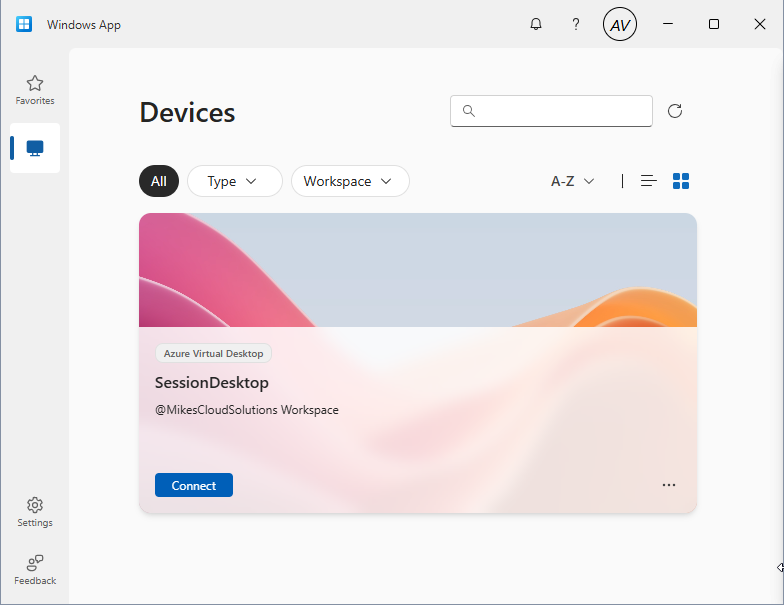 Windows App
?
AV
Favorites
Devices
All
Type
Workspace
A-Z
Azure Virtual Desktop
SessionDesktop
@MikesCloudSolutions Workspace
Connect
Settings
Feedback